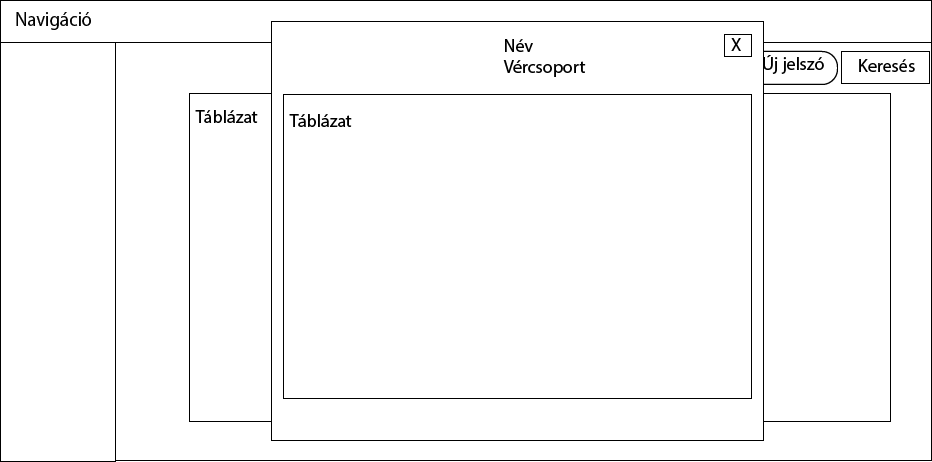 Navigáció
Név
Vércsoport
X
Új jelszó
Keresés
Táblázat
Táblázat